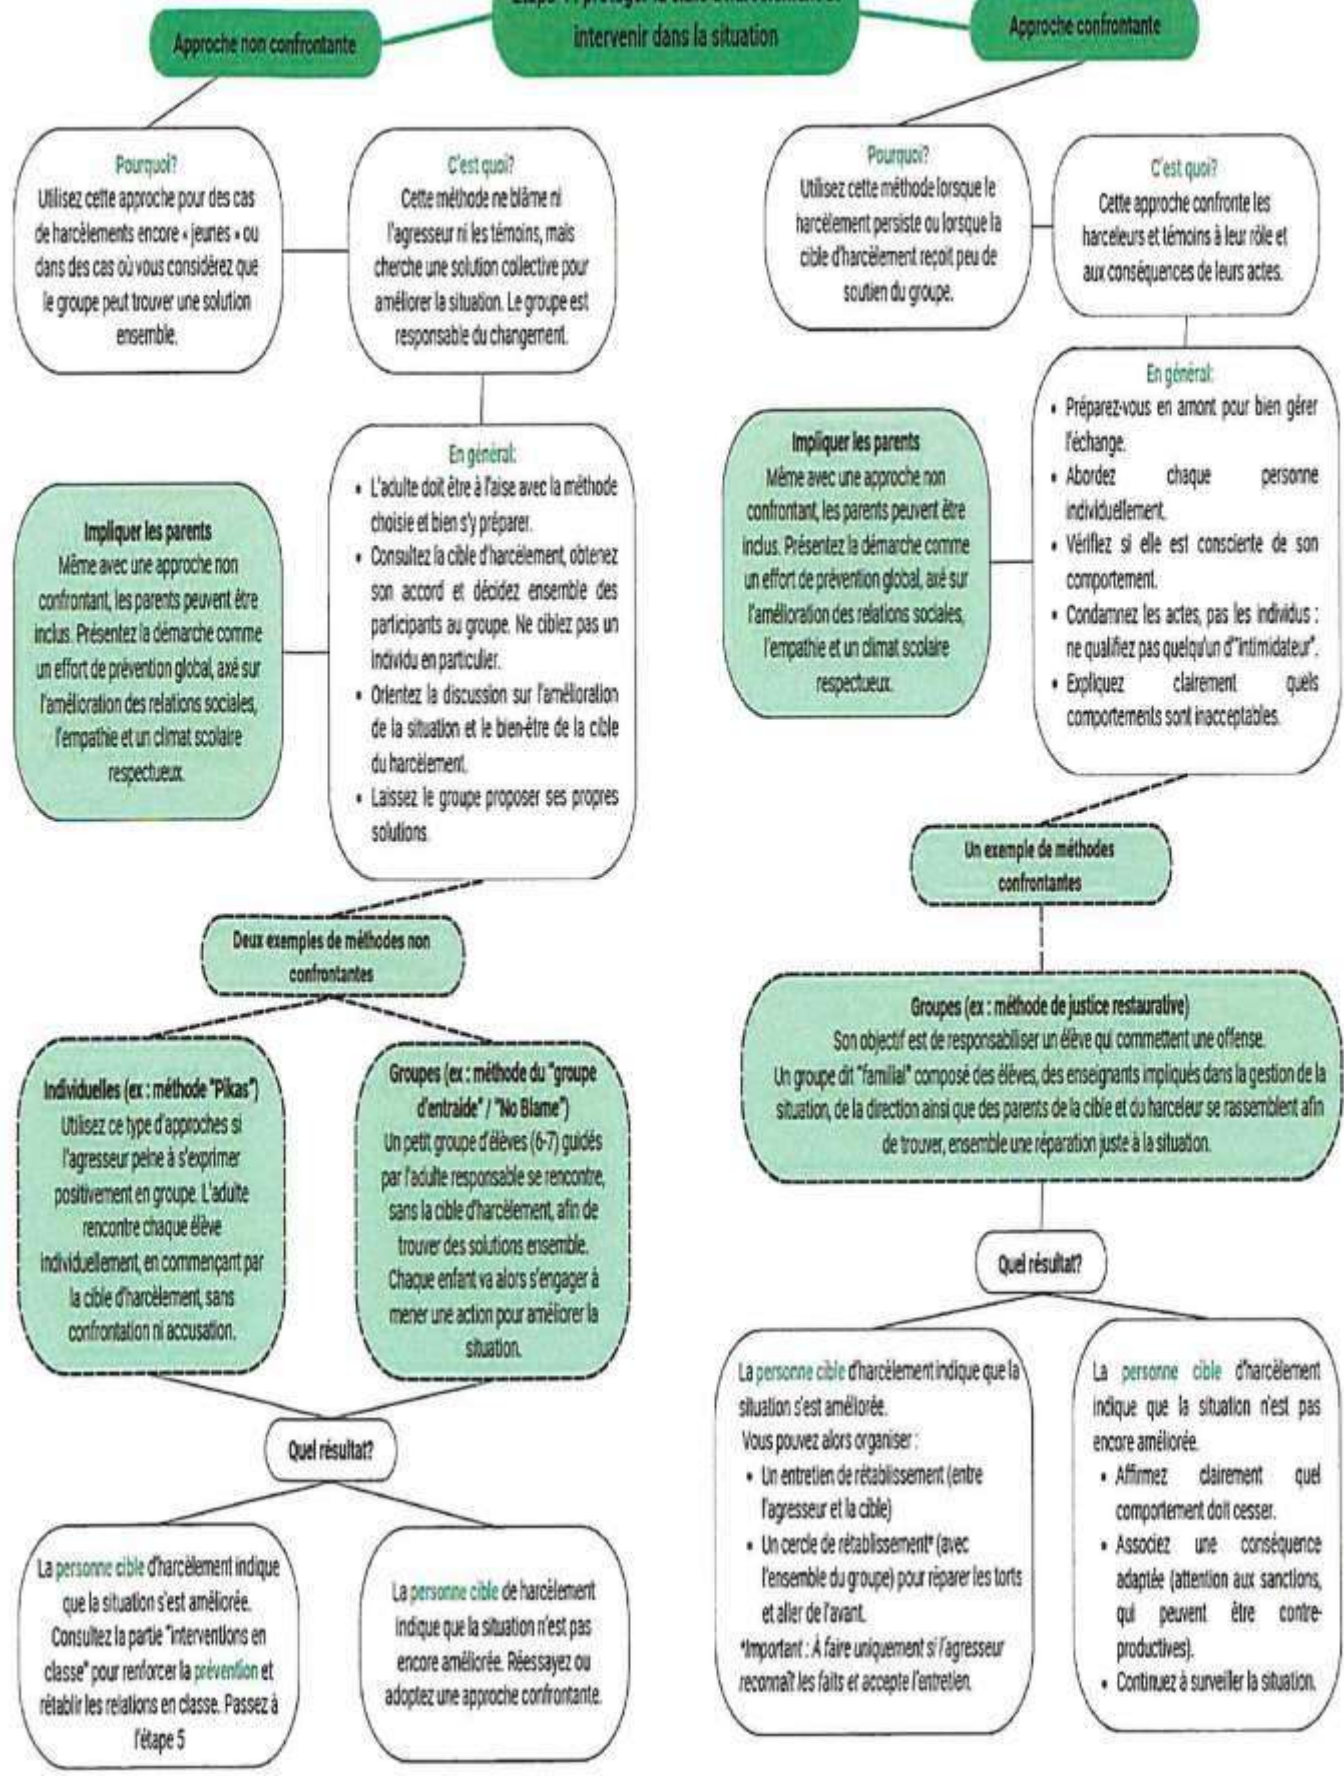 intervenir dans la situation
Approche non confrontante
Approche confrontante
Pourquoi?
Utilisez cette approche pour des cas
de harcèlements encore « jeunes » ou
dans des cas où vous considérez que
le groupe peut trouver une solution
ensemble.
C'est quoi?
Cette méthode ne blâme ni
l'agresseur ni les témoins, mais
cherche une solution collective pour
améliorer la situation. Le groupe est
responsable du changement.
En général:
• L'adulte doit être à l'aise avec la méthode
choisie et bien s'y préparer.
• Consultez la cible d'harcèlement, obtenez
son accord et décidez ensemble des
participants au groupe. Ne ciblez pas un
individu en particulier.
• Orientez la discussion sur l'amélioration
de la situation et le bien-être de la cible
du harcèlement.
• Laissez le groupe proposer ses propres
solutions.
Impliquer les parents
Même avec une approche non
confrontant, les parents peuvent être
inclus. Présentez la démarche comme
un effort de prévention global, axé sur
l'amélioration des relations sociales,
l'empathie et un climat scolaire
respectueux.
Deux exemples de méthodes non
confrontantes
Individuelles (ex : méthode "Pikas")
Utilisez ce type d'approches si
l'agresseur peine à s'exprimer
positivement en groupe. L'adulte
rencontre chaque élève
individuellement, en commençant par
la cible d'harcèlement, sans
confrontation ni accusation.
Groupes (ex : méthode du "groupe
d'entraide" / "No Blame")
Un petit groupe d'élèves (6-7) guidés
par l'adulte responsable se rencontre,
sans la cible d'harcèlement, afin de
trouver des solutions ensemble.
Chaque enfant va alors s'engager à
mener une action pour améliorer la
situation.
Quel résultat?
La personne cible d'harcèlement indique
que la situation s'est améliorée.
Consultez la partie "interventions en
classe" pour renforcer la prévention et
rétablir les relations en classe. Passez à
l'étape 5
La personne cible de harcèlement
indique que la situation n'est pas
encore améliorée. Réessayez ou
adoptez une approche confrontante.
Pourquoi?
Utilisez cette méthode lorsque le
harcèlement persiste ou lorsque la
cible d'harcèlement reçoit peu de
soutien du groupe.
C'est quoi?
Cette approche confronte les
harceleurs et témoins à leur rôle et
aux conséquences de leurs actes.
En général:
• Préparez-vous en amont pour bien gérer
l'échange.
• Abordez chaque personne
individuellement.
• Vérifiez si elle est consciente de son
comportement.
• Condamnez les actes, pas les individus :
ne qualifiez pas quelqu'un d'"intimidateur".
• Expliquez clairement quels
comportements sont inacceptables.
Impliquer les parents
Même avec une approche non
confrontant, les parents peuvent être
inclus. Présentez la démarche comme
un effort de prévention global, axé sur
l'amélioration des relations sociales,
l'empathie et un climat scolaire
respectueux.
Un exemple de méthodes
confrontantes
Groupes (ex : méthode de justice restaurative)
Son objectif est de responsabiliser un élève qui commettent une offense.
Un groupe dit "familial" composé des élèves, des enseignants impliqués dans la gestion de la
situation, de la direction ainsi que des parents de la cible et du harceleur se rassemblent afin
de trouver, ensemble une réparation juste à la situation.
Quel résultat?
La personne cible d'harcèlement indique que la
situation s'est améliorée.
Vous pouvez alors organiser :
• Un entretien de rétablissement (entre
l'agresseur et la cible)
• Un cercle de rétablissement* (avec
l'ensemble du groupe) pour réparer les torts
et aller de l'avant.
*Important : À faire uniquement si l'agresseur
reconnaît les faits et accepte l'entretien.
La personne cible d'harcèlement
indique que la situation n'est pas
encore améliorée.
• Affirmez clairement quel
comportement doit cesser.
• Associez une conséquence
adaptée (attention aux sanctions,
qui peuvent être contre-
productives).
• Continuez à surveiller la situation.